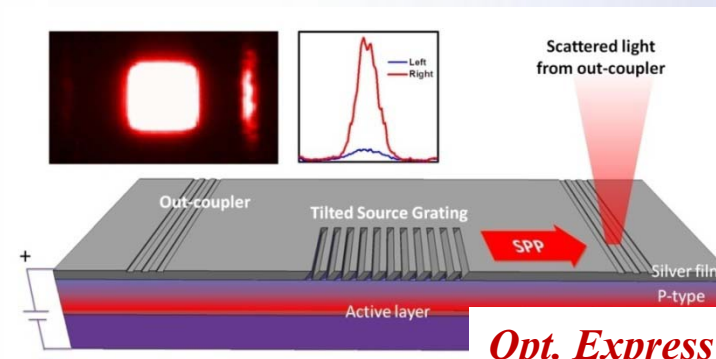 Left
Right
Scattered light
from out-coupler
Out-coupler
Tilted Source Grating
SPP
Silver film
+
P-type
Active layer
Opt. Express